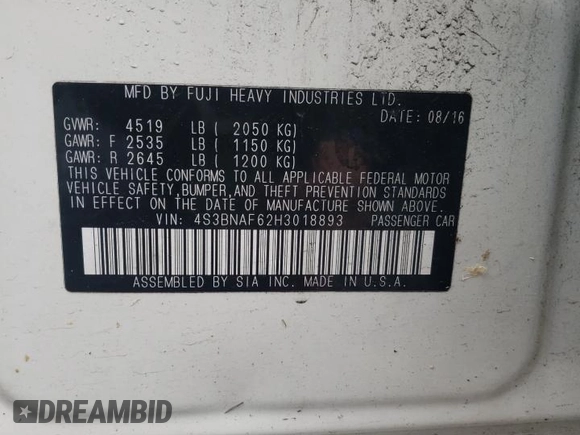 MFD BY FUJI HEAVY INDUSTRIES LTD.
DATE: 08/16
GVWR: 4519 LB ( 2050 KG)
GAWR: F 2535 LB ( 1150 KG)
GAWR: R 2645 LB ( 1200 KG)
THIS VEHICLE CONFORMS TO ALL APPLICABLE FEDERAL MOTOR
VEHICLE SAFETY, BUMPER, AND THEFT PREVENTION STANDARDS
IN EFFECT ON THE DATE OF MANUFACTURE SHOWN ABOVE.
VIN: 4S3BNAF62H3018893 PASSENGER CAR
ASSEMBLED BY SIA INC. MADE IN U.S.A.
DREAMBID